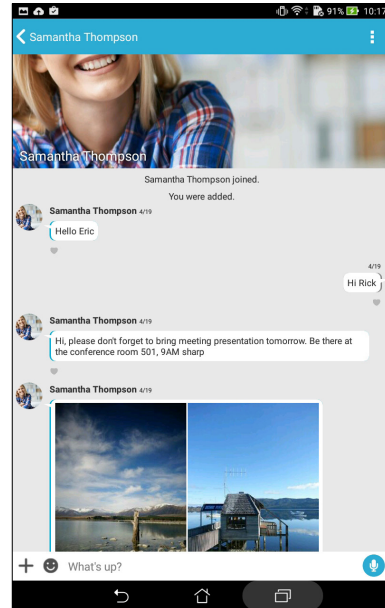 91% 10:17
Samantha Thompson
Samantha Thompson
Samantha Thompson joined.
You were added.
Samantha Thompson 4/19
Hello Eric
4/19
Hi Rick
Samantha Thompson 4/19
Hi, please don't forget to bring meeting presentation tomorrow. Be there at
the conference room 501, 9AM sharp
Samantha Thompson 4/19
What's up?